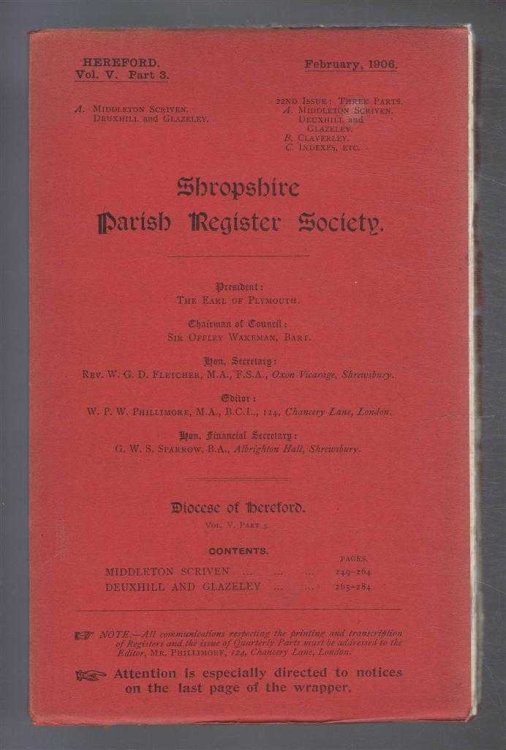 HEREFORD.
Vol. V. Part 3.
February, 1906.
A. MIDDLETON SCRIVEN.
DEUXHILL and GLAZELEY.
22ND ISSUE: THREE PARTS.
A. MIDDLETON SCRIVEN.
DEUXHILL and
GLAZELEY.
B. CLAVERLEY.
C. INDEXES, ETC.
Shropshire
Parish Register Society.
President:
THE EARL OF PLYMOUTH.
Chairman of Council:
SIR OFFLEY WAKEMAN, BART.
Hon. Secretary:
REV. W. G. D. FLETCHER, M.A., F.S.A., Oxon Vicarage, Shrewsbury.
Editor:
W. P. W. PHILLIMORE, M.A., B.C.L., 124, Chancery Lane, London.
Hon. Financial Secretary:
G. W. S. SPARROW, B.A., Albrighton Hall, Shrewsbury.
Diocese of Hereford.
VOL. V, PART 3.
CONTENTS.
PAGES.
MIDDLETON SCRIVEN ... ... ... 249-264
DEUXHILL AND GLAZELEY ... ... 265-284
NOTE.—All communications respecting the printing and transcription
of Registers and the issue of Quarterly Parts must be addressed to the
Editor, MR. PHILLIMORE, 124, Chancery Lane, London.
Attention is especially directed to notices
on the last page of the wrapper.